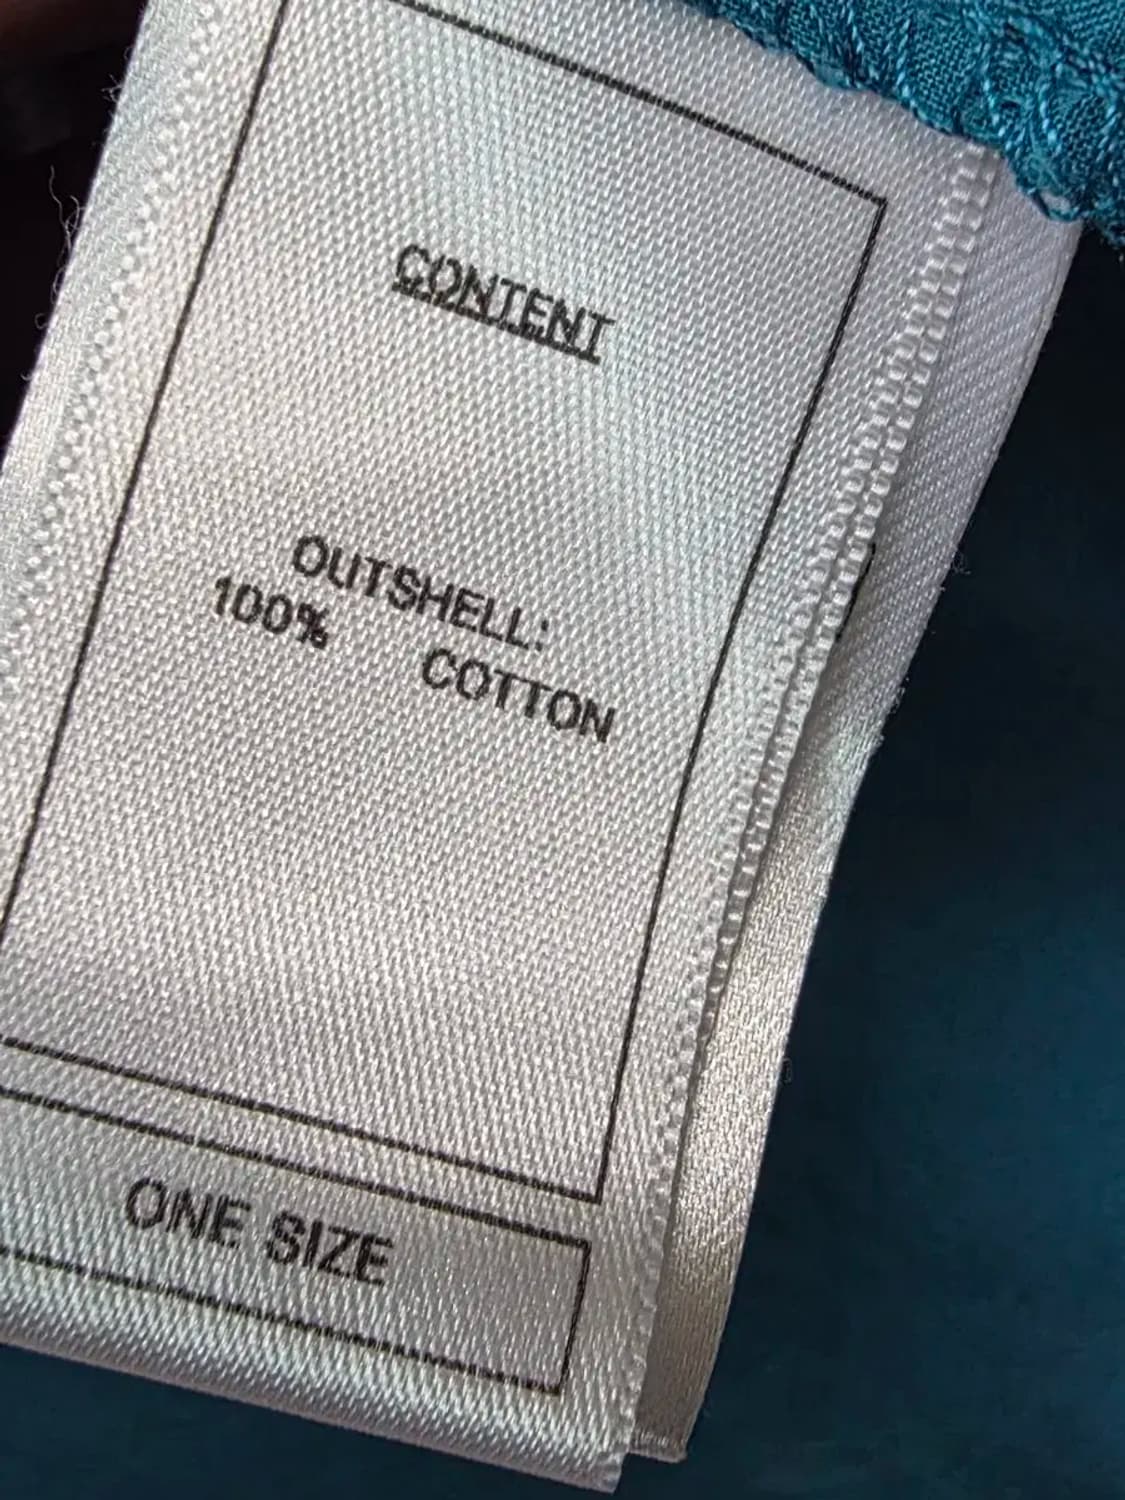 CONTENT
OUTSHELL:
100% COTTON
ONE SIZE